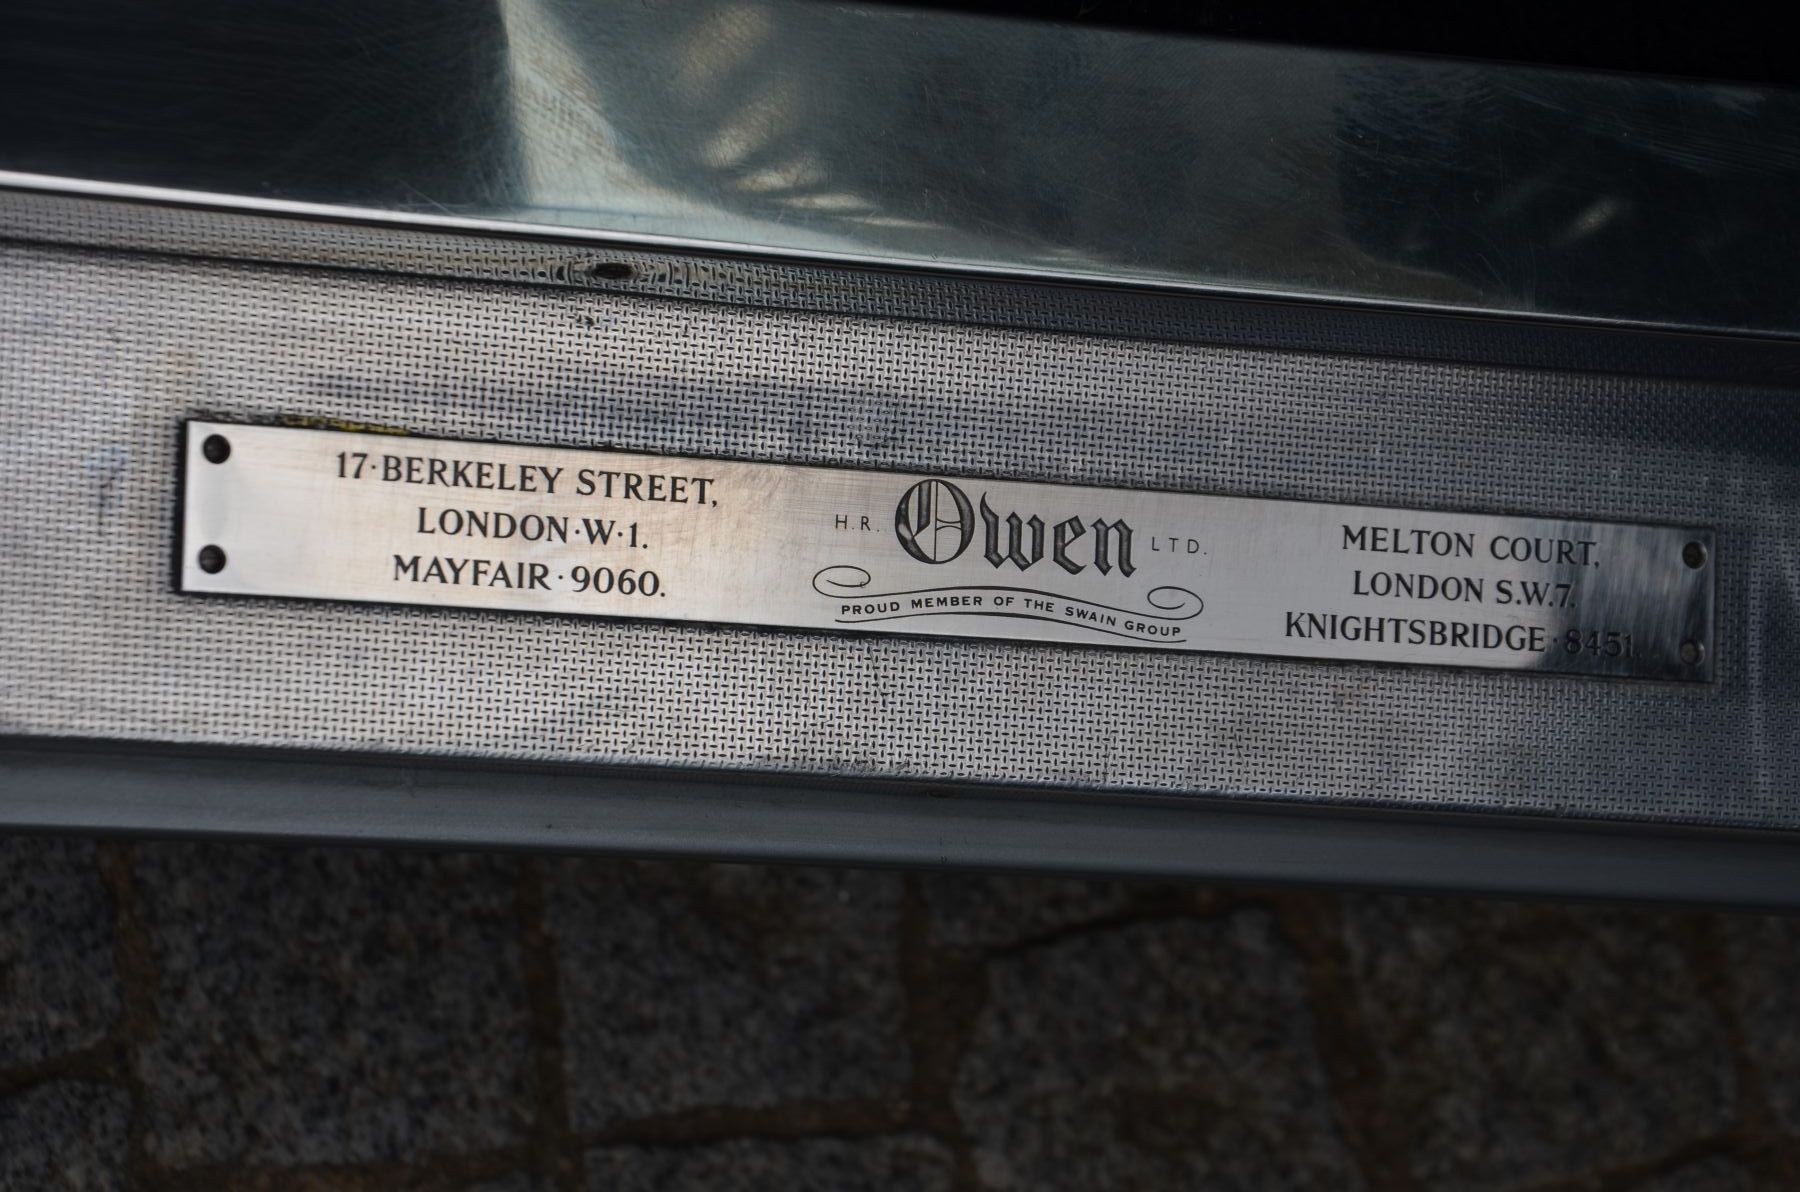 17·BERKELEY STREET,
LONDON·W·1.
MAYFAIR·9060.
H.R. Owen LTD.
PROUD MEMBER OF THE SWAIN GROUP
MELTON COURT,
LONDON S.W.7.
KNIGHTSBRIDGE·8451.